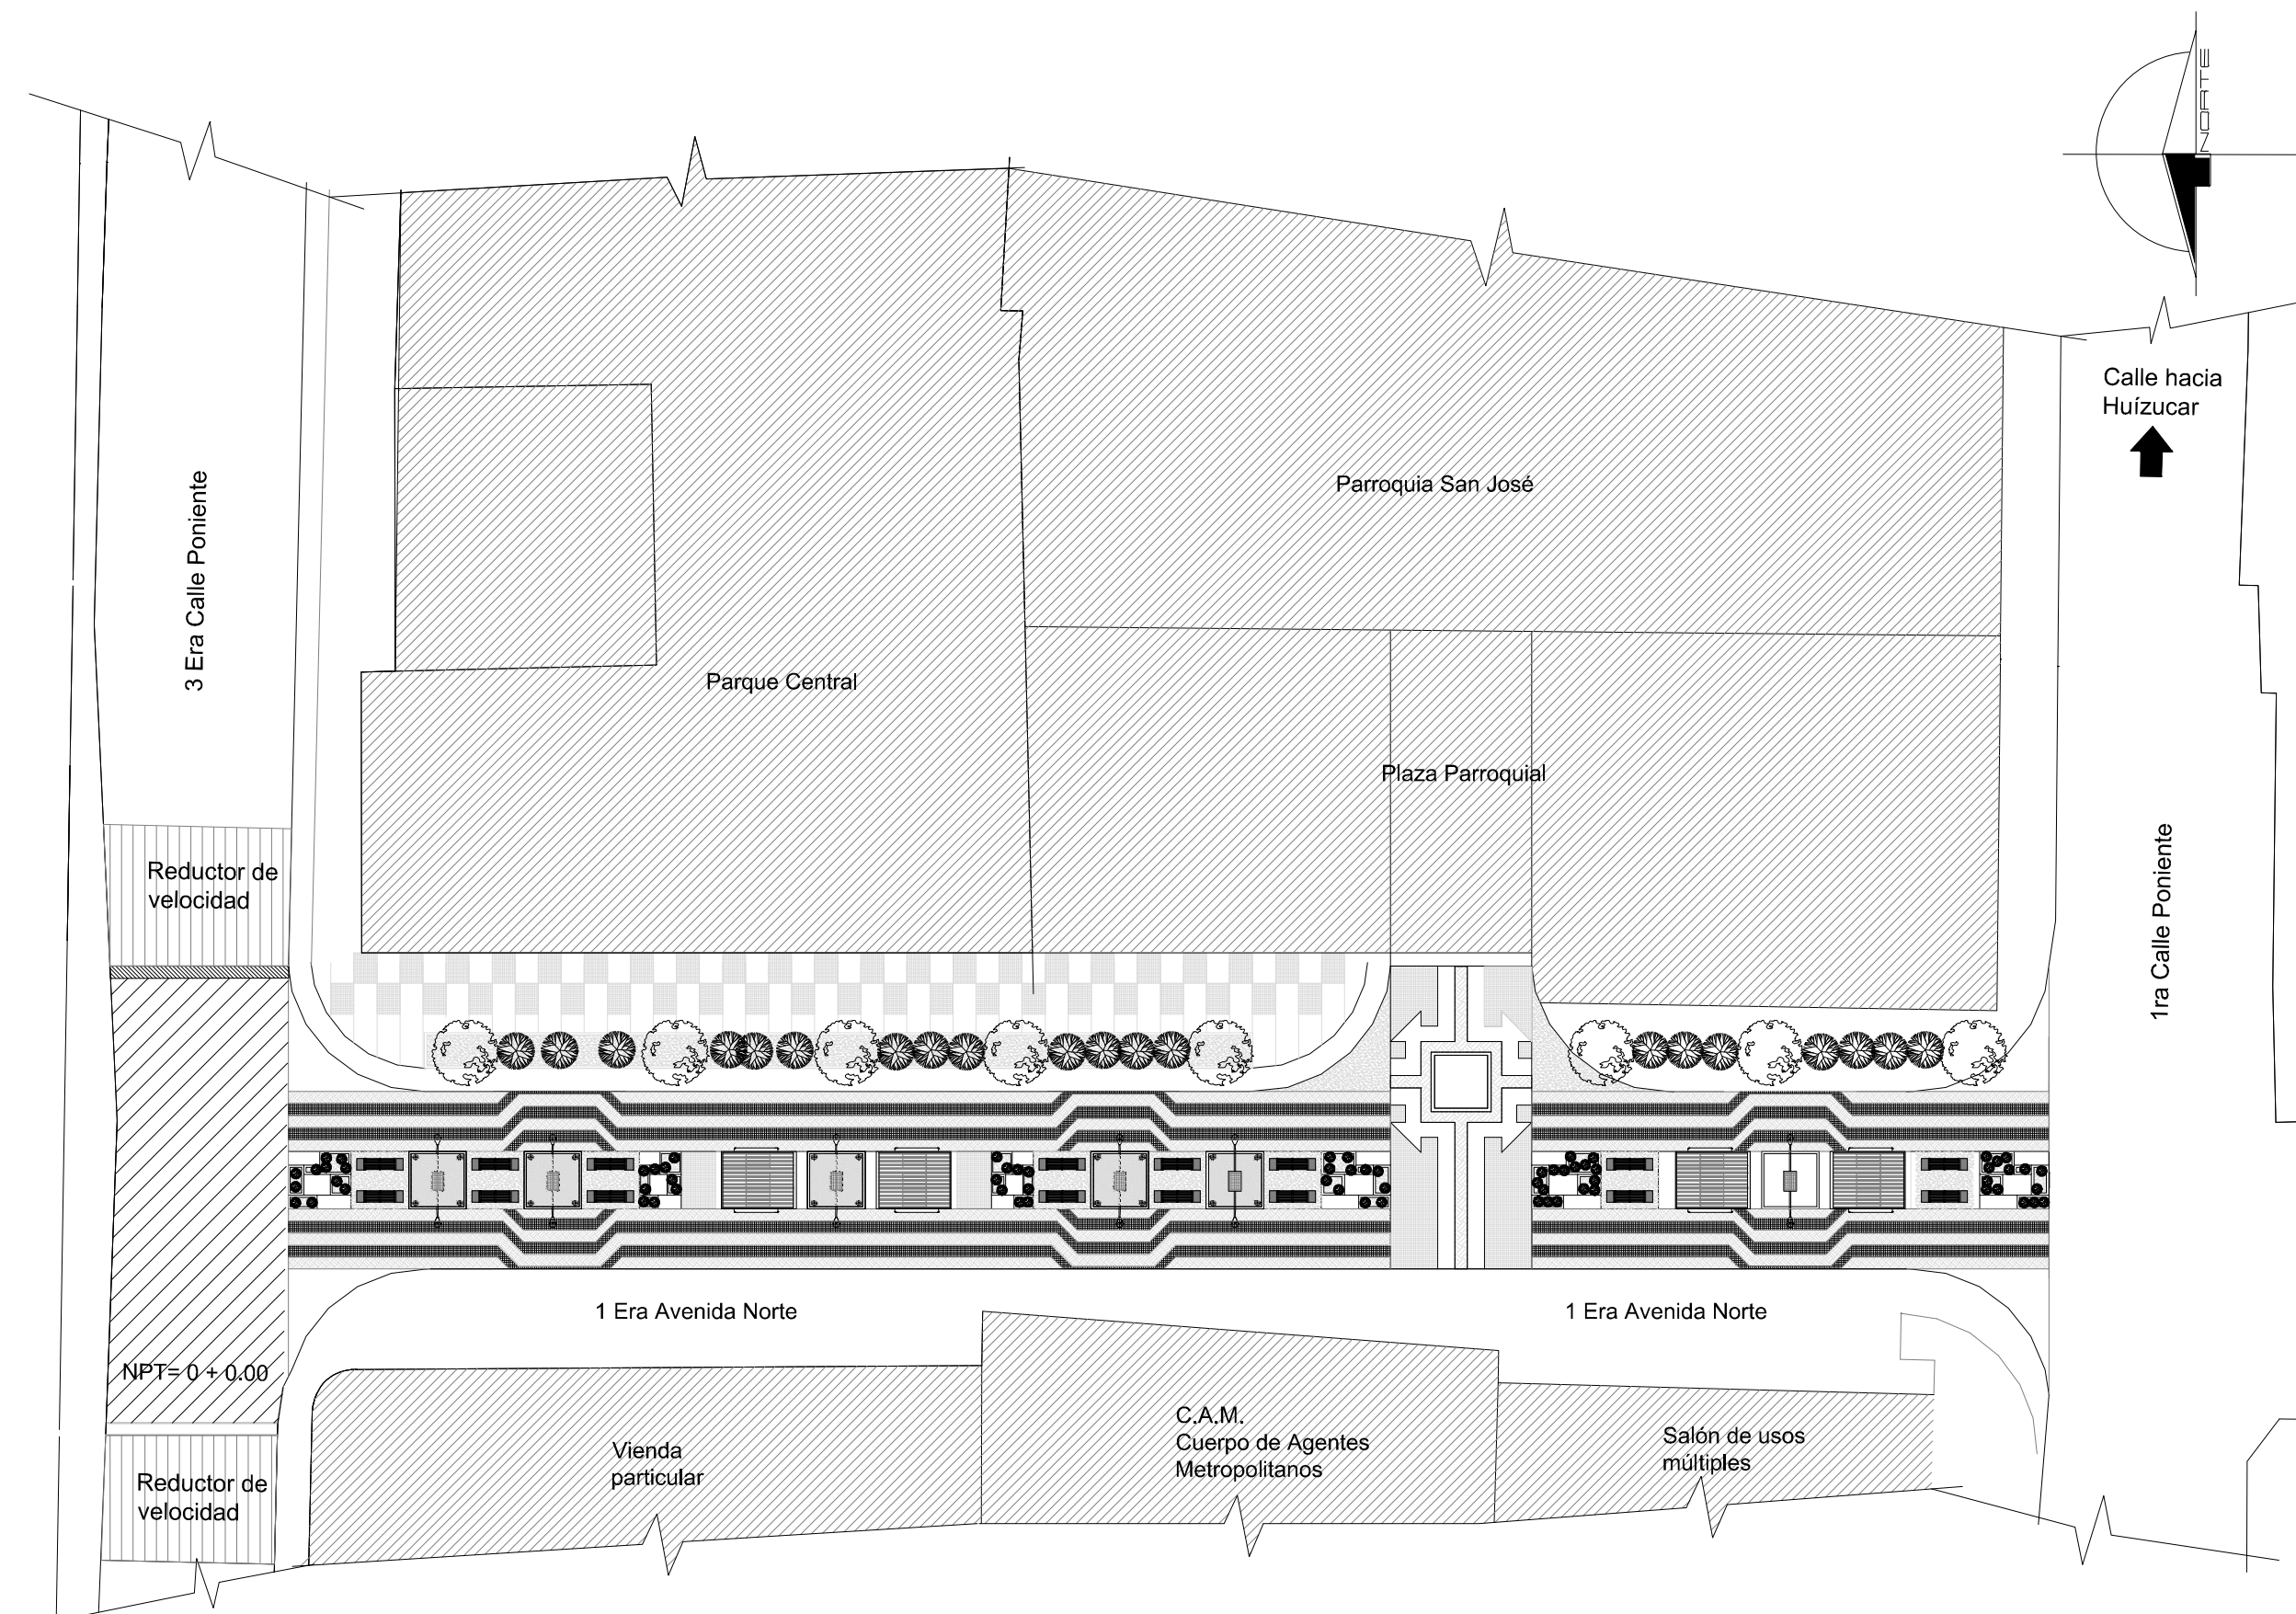 NORTE
Calle hacia
Huízucar
3 Era Calle Poniente
Parroquia San José
Parque Central
Plaza Parroquial
Reductor de
velocidad
1ra Calle Poniente
1 Era Avenida Norte
1 Era Avenida Norte
NPT= 0 + 0.00
Vienda
particular
C.A.M.
Cuerpo de Agentes
Metropolitanos
Salón de usos
múltiples
Reductor de
velocidad